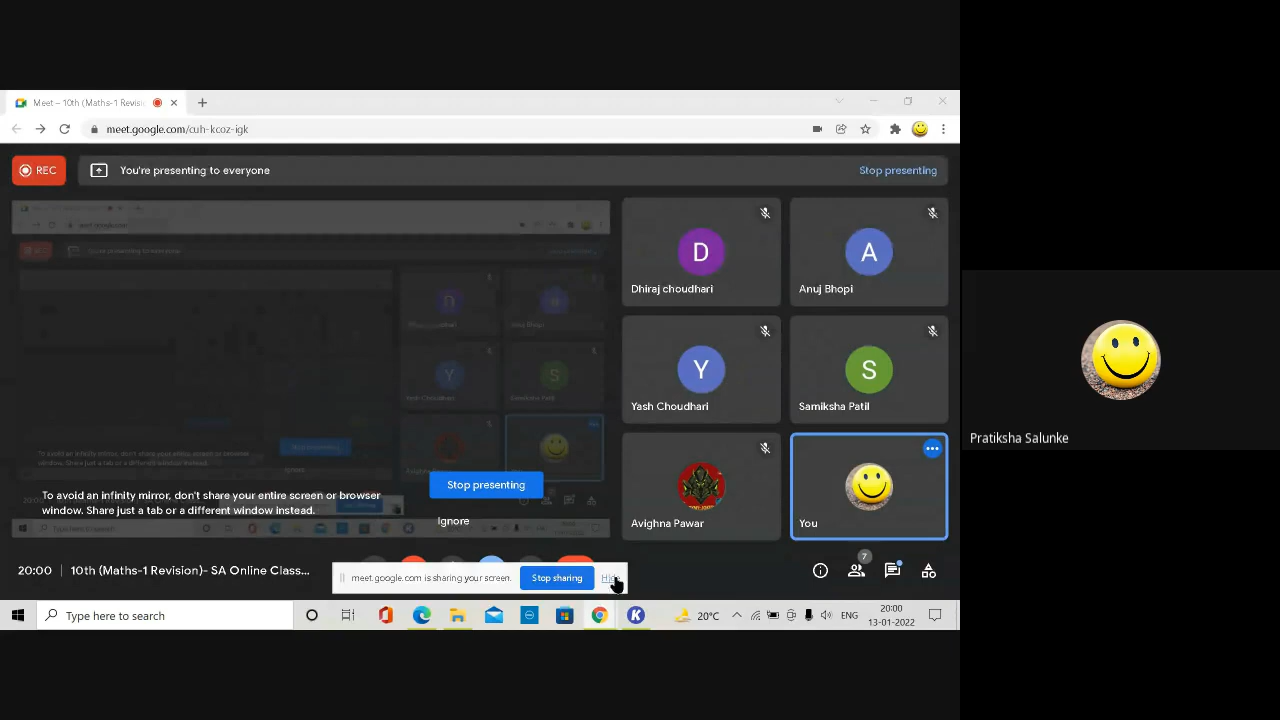 Meet – 10th (Maths-1 Revisi
meet.google.com/cuh-kcoz-igk
REC
You're presenting to everyone
Stop presenting
D
Dhiraj choudhari
A
Anuj Bhopi
Y
Yash Choudhari
S
Samiksha Patil
Avighna Pawar
You
To avoid an infinity mirror, don't share your entire screen or browser
window. Share just a tab or a different window instead.
Stop presenting
Ignore
Pratiksha Salunke
20:00 | 10th (Maths-1 Revision)- SA Online Class...
meet.google.com is sharing your screen.
Stop sharing
Hide
7
Type here to search
20°C
ENG
20:00
13-01-2022